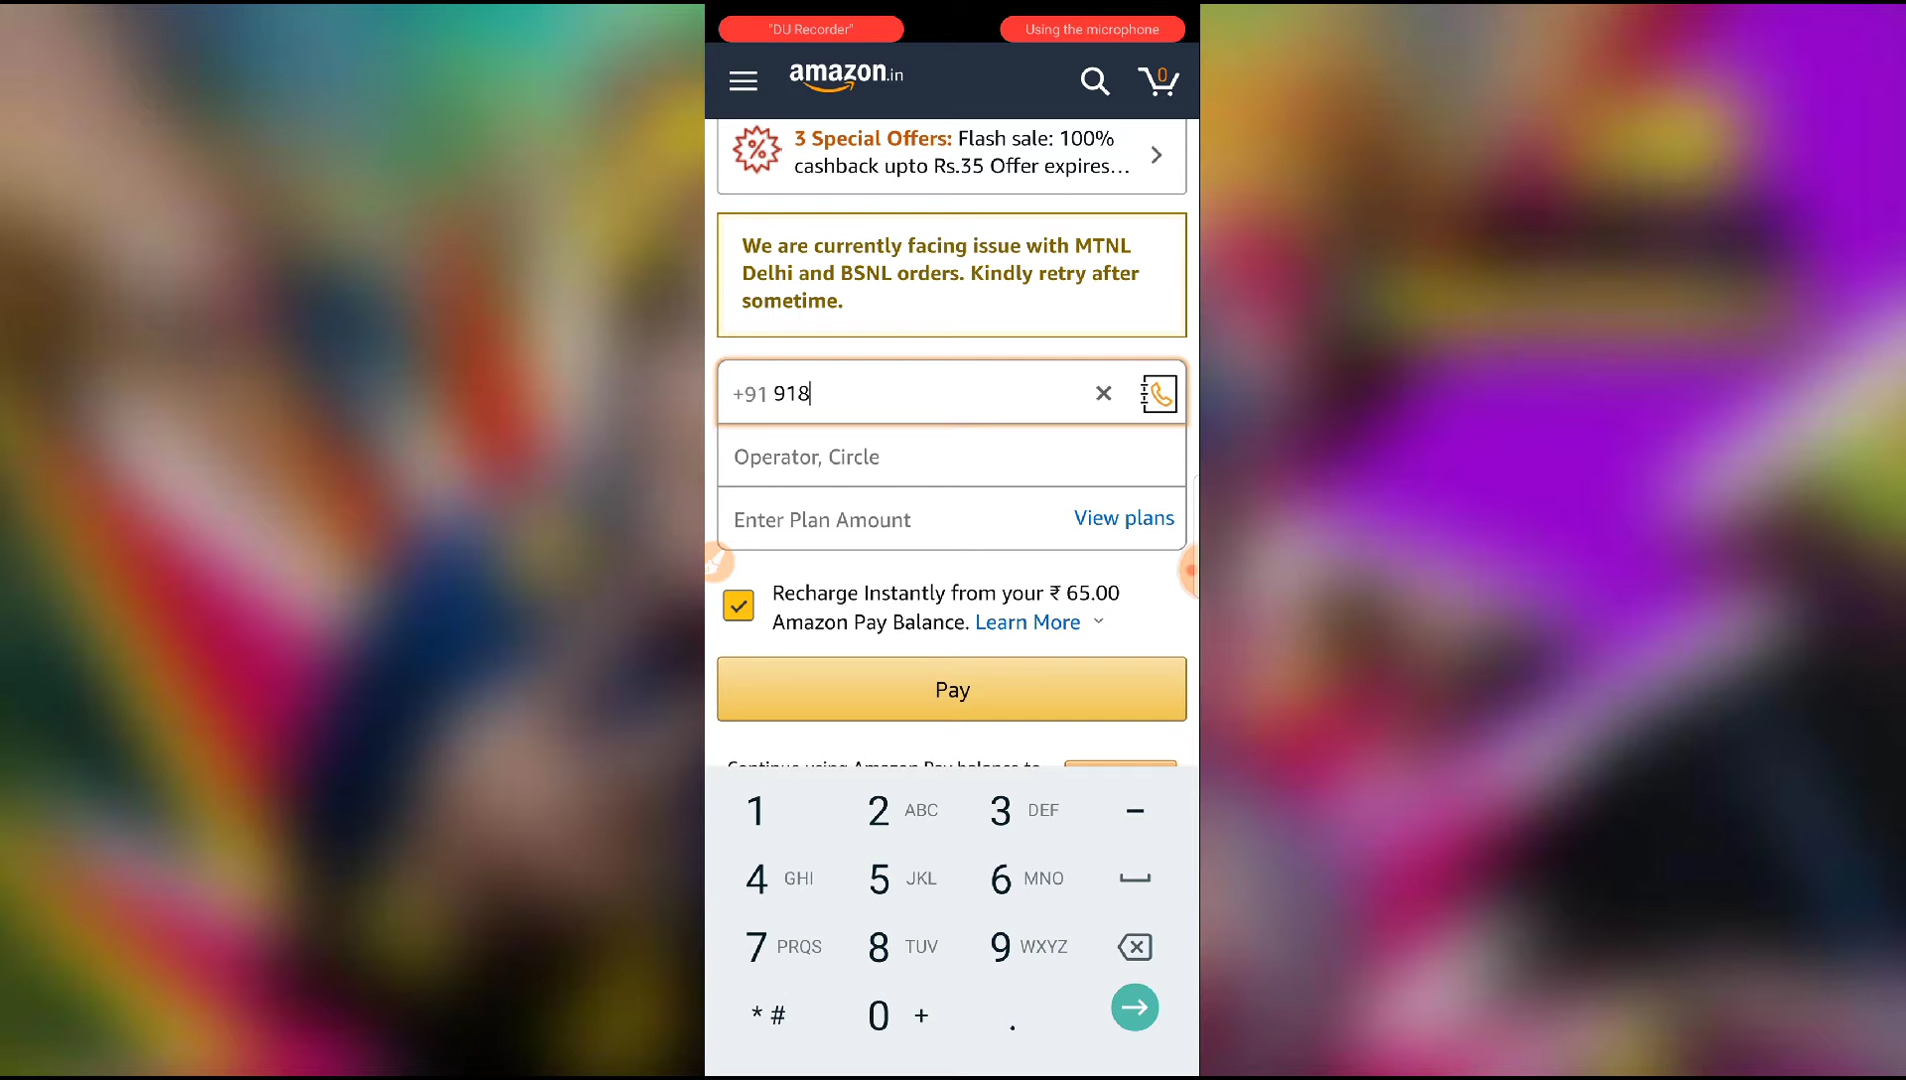 "DU Recorder" Using the microphone
amazon.in 0
3 Special Offers: Flash sale: 100%
cashback upto Rs.35 Offer expires...
We are currently facing issue with MTNL
Delhi and BSNL orders. Kindly retry after
sometime.
+91 918
Operator, Circle
Enter Plan Amount View plans
Recharge Instantly from your ₹ 65.00
Amazon Pay Balance. Learn More
Pay
Continue using Amazon Pay balance to
1 2 ABC 3 DEF -
4 GHI 5 JKL 6 MNO
7 PRQS 8 TUV 9 WXYZ
* # 0 + .